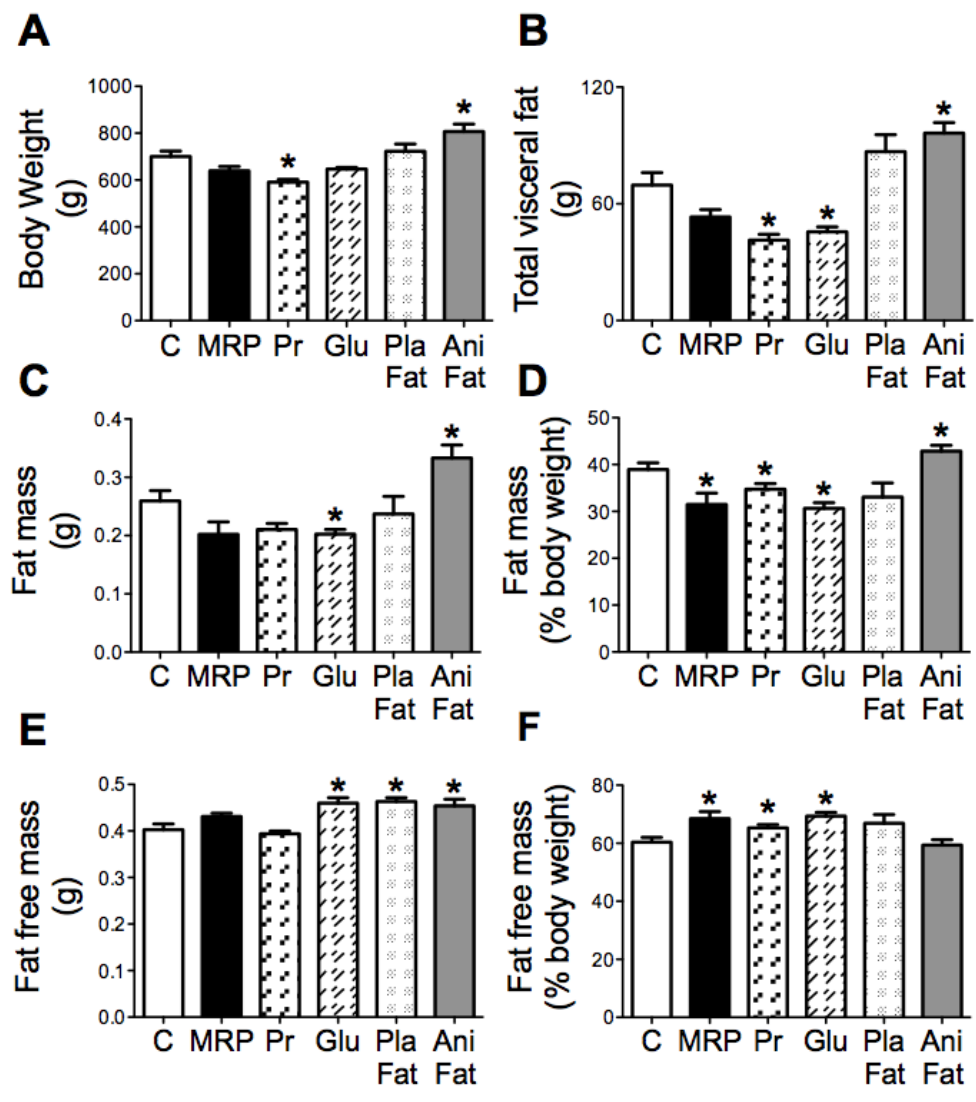 A
Body Weight
(g)
1000
800
600
400
200
0
*
*
C MRP Pr Glu Pla Ani
Fat Fat
B
Total visceral fat
(g)
120
60
0
*
*
*
C MRP Pr Glu Pla Ani
Fat Fat
C
Fat mass
(g)
0.4
0.3
0.2
0.1
0.0
*
*
C MRP Pr Glu Pla Ani
Fat Fat
D
Fat mass
(% body weight)
50
40
30
20
10
0
*
*
*
*
C MRP Pr Glu Pla Ani
Fat Fat
E
Fat free mass
(g)
0.5
0.4
0.3
0.2
0.1
0.0
*
*
*
C MRP Pr Glu Pla Ani
Fat Fat
F
Fat free mass
(% body weight)
80
60
40
20
0
*
*
*
C MRP Pr Glu Pla Ani
Fat Fat